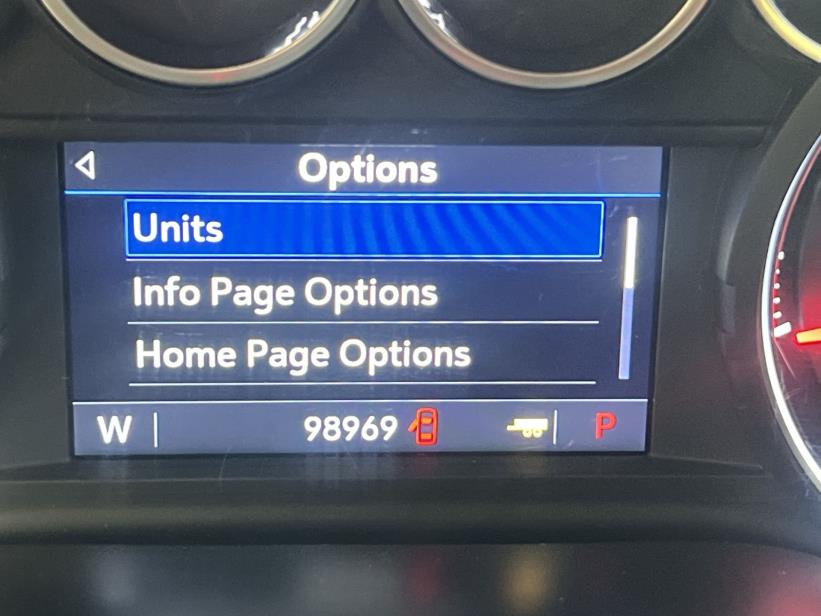 Options
Units
Info Page Options
Home Page Options
W 98969 P